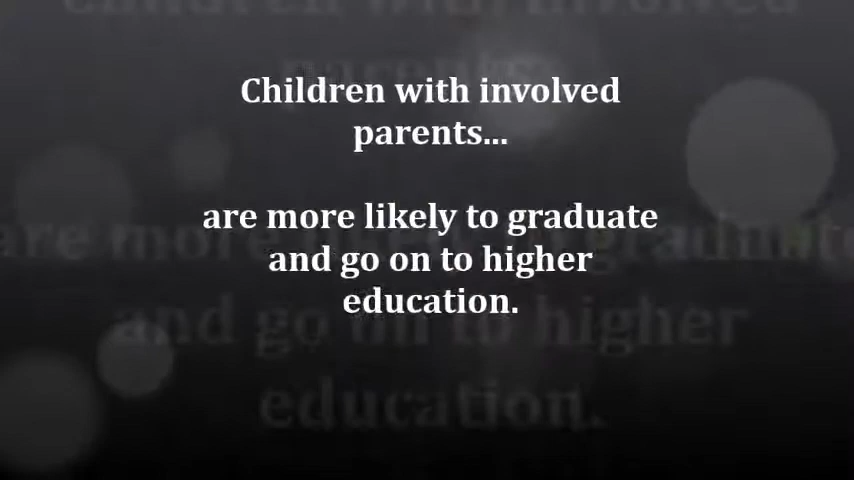 Children with involved
parents...
are more likely to graduate
and go on to higher
education.